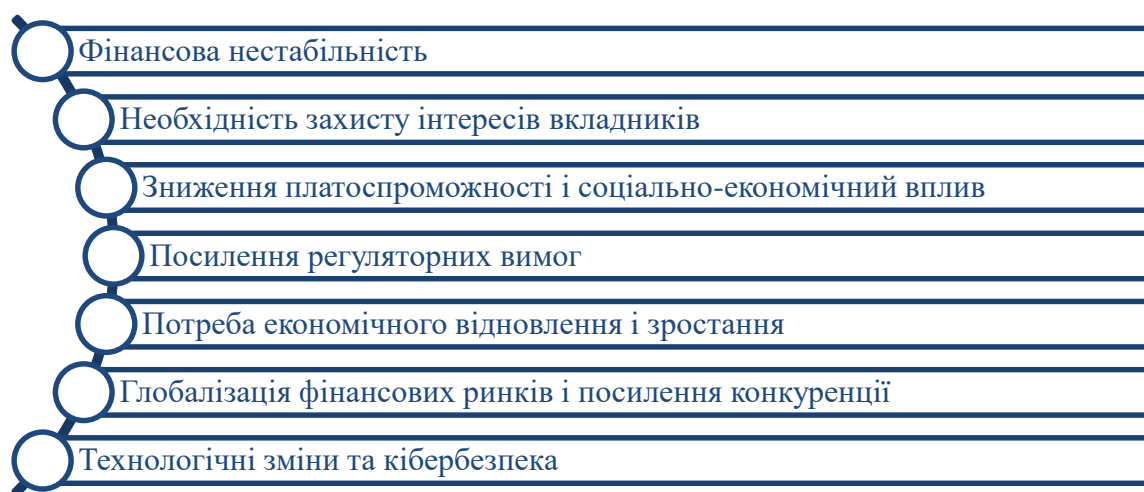 Фінансова нестабільність
Необхідність захисту інтересів вкладників
Зниження платоспроможності і соціально-економічний вплив
Посилення регуляторних вимог
Потреба економічного відновлення і зростання
Глобалізація фінансових ринків і посилення конкуренції
Технологічні зміни та кібербезпека